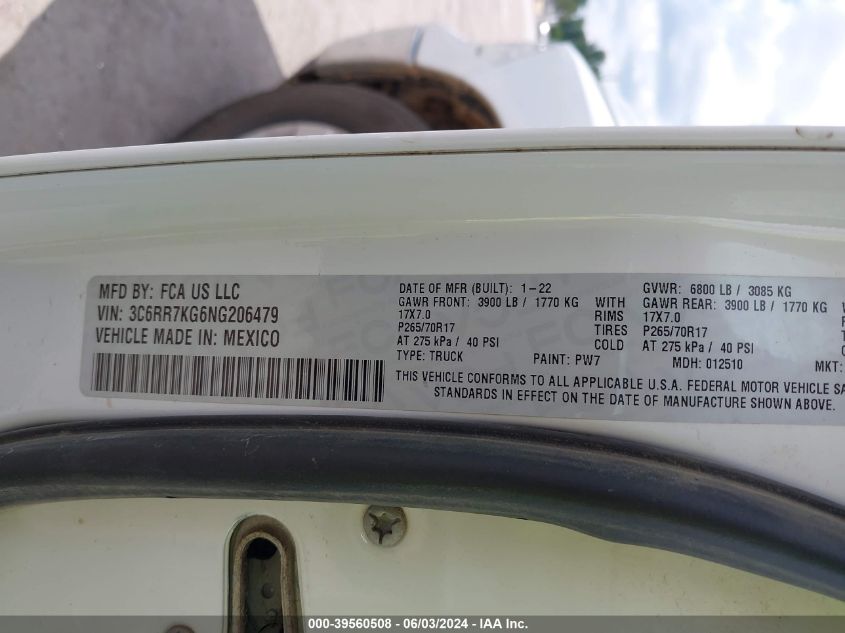 MFD BY: FCA US LLC
VIN: 3C6RR7KG6NG206479
VEHICLE MADE IN: MEXICO
DATE OF MFR (BUILT): 1-22 GVWR: 6800 LB / 3085 KG
GAWR FRONT: 3900 LB / 1770 KG WITH GAWR REAR: 3900 LB / 1770 KG
17X7.0 RIMS 17X7.0
P265/70R17 TIRES P265/70R17
AT 275 kPa / 40 PSI COLD AT 275 kPa / 40 PSI
TYPE: TRUCK PAINT: PW7 MDH: 012510 MKT:
THIS VEHICLE CONFORMS TO ALL APPLICABLE U.S.A. FEDERAL MOTOR VEHICLE
STANDARDS IN EFFECT ON THE DATE OF MANUFACTURE SHOWN ABOVE.
000-39560508 - 06/03/2024 - IAA Inc.